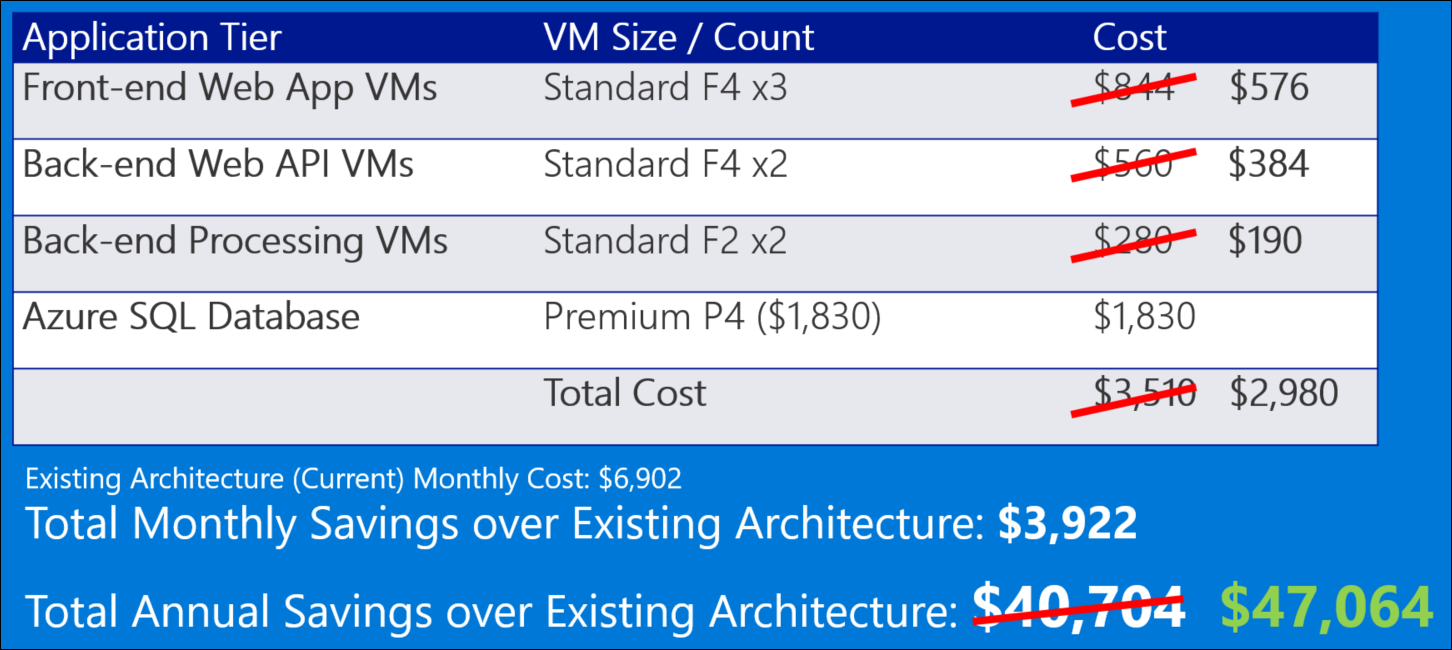 Application Tier VM Size / Count Cost
Front-end Web App VMs Standard F4 x3 $844 $576
Back-end Web API VMs Standard F4 x2 $560 $384
Back-end Processing VMs Standard F2 x2 $280 $190
Azure SQL Database Premium P4 ($1,830) $1,830
Total Cost $3,510 $2,980
Existing Architecture (Current) Monthly Cost: $6,902
Total Monthly Savings over Existing Architecture: $3,922
Total Annual Savings over Existing Architecture: $40,704 $47,064